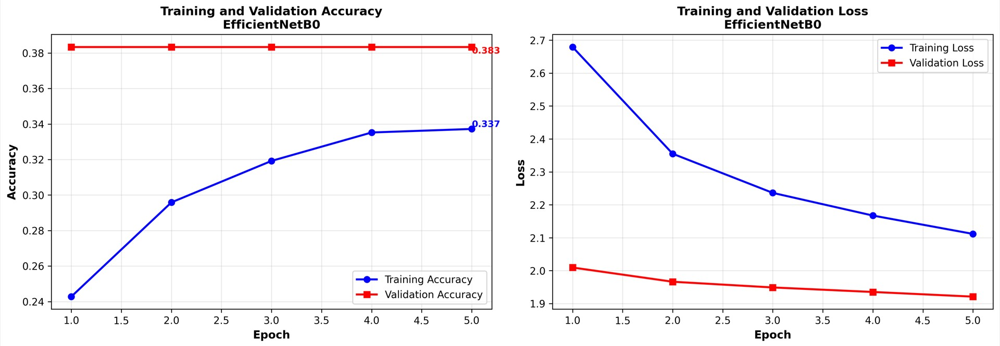 Training and Validation Accuracy
EfficientNetB0
0.38
0.36
0.34
0.32
0.30
0.28
0.26
0.24
Accuracy
0.383
0.337
Training Accuracy
Validation Accuracy
1.0 1.5 2.0 2.5 3.0 3.5 4.0 4.5 5.0
Epoch
Training and Validation Loss
EfficientNetB0
2.7
2.6
2.5
2.4
2.3
2.2
2.1
2.0
1.9
Loss
Training Loss
Validation Loss
1.0 1.5 2.0 2.5 3.0 3.5 4.0 4.5 5.0
Epoch